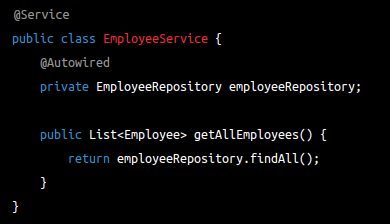 @Service
public class EmployeeService {
@Autowired
private EmployeeRepository employeeRepository;
public List<Employee> getAllEmployees() {
return employeeRepository.findAll();
}
}